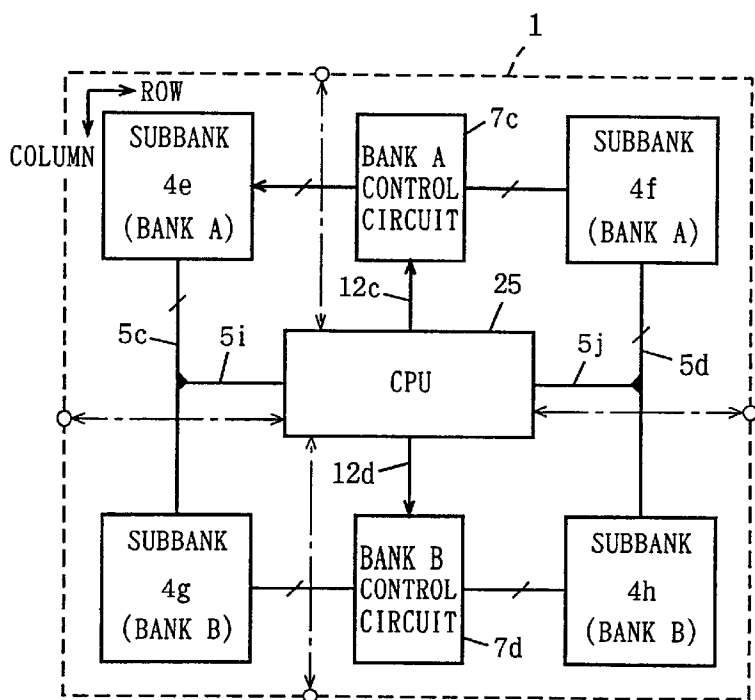 1
ROW
COLUMN
SUBBANK
4e
(BANK A)
7c
BANK A
CONTROL
CIRCUIT
SUBBANK
4f
(BANK A)
12c
25
5c
5i
CPU
5j
5d
12d
SUBBANK
4g
(BANK B)
BANK B
CONTROL
CIRCUIT
7d
SUBBANK
4h
(BANK B)